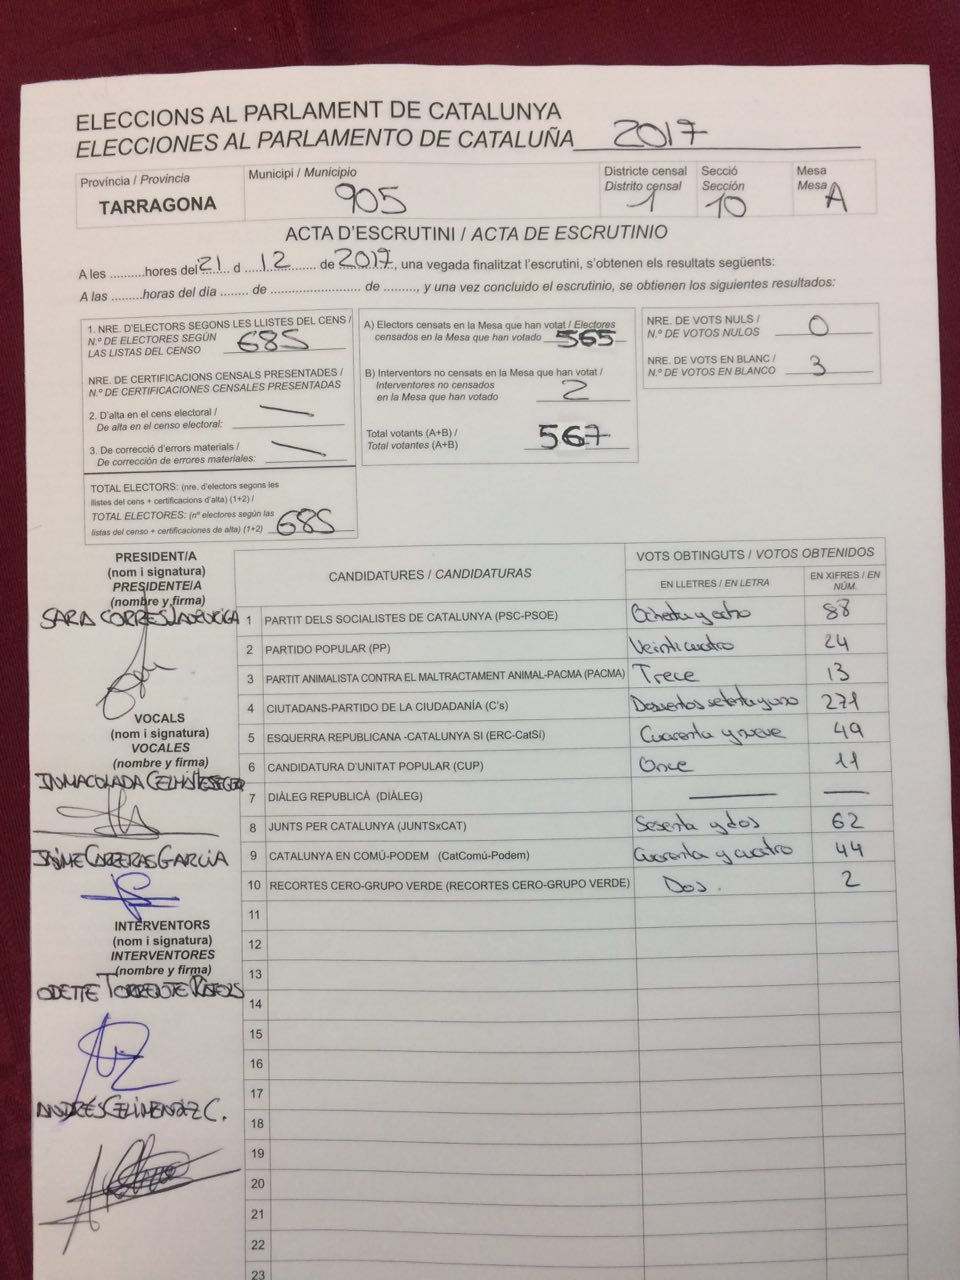 ELECCIONS AL PARLAMENT DE CATALUNYA
ELECCIONES AL PARLAMENTO DE CATALUÑA 2017
Província / Provincia
TARRAGONA
Municipi / Municipio
905
Districte censal
Distrito censal 1
Secció
Sección 10
Mesa
Mesa A
ACTA D'ESCRUTINI / ACTA DE ESCRUTINIO
A les ..........hores del 21 d 12 de 2017, una vegada finalitzat l'escrutini, s'obtenen els resultats següents:
A las .........horas del día ........ de .......................... de ........., y una vez concluido el escrutinio, se obtienen los siguientes resultados:
1. NRE. D'ELECTORS SEGONS LES LLISTES DEL CENS /
N.º DE ELECTORES SEGÚN
LAS LISTAS DEL CENSO 685
NRE. DE CERTIFICACIONS CENSALS PRESENTADES /
N.º DE CERTIFICACIONES CENSALES PRESENTADAS
2. D'alta en el cens electoral /
De alta en el censo electoral:
3. De correcció d'errors materials /
De corrección de errores materiales:
TOTAL ELECTORS: (nre. d'electors segons les
llistes del cens + certificacions d'alta) (1+2) /
TOTAL ELECTORES: (nº electores según las
listas del censo + certificaciones de alta) (1+2) 685
A) Electors censats en la Mesa que han votat / Electores
censados en la Mesa que han votado 565
B) Interventors no censats en la Mesa que han votat /
Interventores no censados
en la Mesa que han votado 2
Total votants (A+B) /
Total votantes (A+B) 567
NRE. DE VOTS NULS /
N.º DE VOTOS NULOS 0
NRE. DE VOTS EN BLANC /
N.º DE VOTOS EN BLANCO 3
PRESIDENT/A
(nom i signatura)
PRESIDENTE/A
(nombre y firma)
SARA
VOCALS
(nom i signatura)
VOCALES
(nombre y firma)
INMACOLADA
JAIME CARRERAS GARCIA
INTERVENTORS
(nom i signatura)
INTERVENTORES
(nombre y firma)
ODETTE TORRENTE
ANDRÉS CELIMENDIZ C.
CANDIDATURES / CANDIDATURAS
VOTS OBTINGUTS / VOTOS OBTENIDOS
EN LLETRES / EN LETRA
EN XIFRES / EN NÚM.
1 PARTIT DELS SOCIALISTES DE CATALUNYA (PSC-PSOE) Ochenta y ocho 88
2 PARTIDO POPULAR (PP) Veinticuatro 24
3 PARTIT ANIMALISTA CONTRA EL MALTRACTAMENT ANIMAL-PACMA (PACMA) Trece 13
4 CIUTADANS-PARTIDO DE LA CIUDADANÍA (C's) Doscientos setenta y uno 271
5 ESQUERRA REPUBLICANA -CATALUNYA SI (ERC-CatSí) Cuarenta y nueve 49
6 CANDIDATURA D'UNITAT POPULAR (CUP) Once 11
7 DIÀLEG REPUBLICÀ (DIÀLEG)
8 JUNTS PER CATALUNYA (JUNTSxCAT) Sesenta y dos 62
9 CATALUNYA EN COMÚ-PODEM (CatComú-Podem) Cuarenta y cuatro 44
10 RECORTES CERO-GRUPO VERDE (RECORTES CERO-GRUPO VERDE) Dos. 2
11
12
13
14
15
16
17
18
19
20
21
22
23